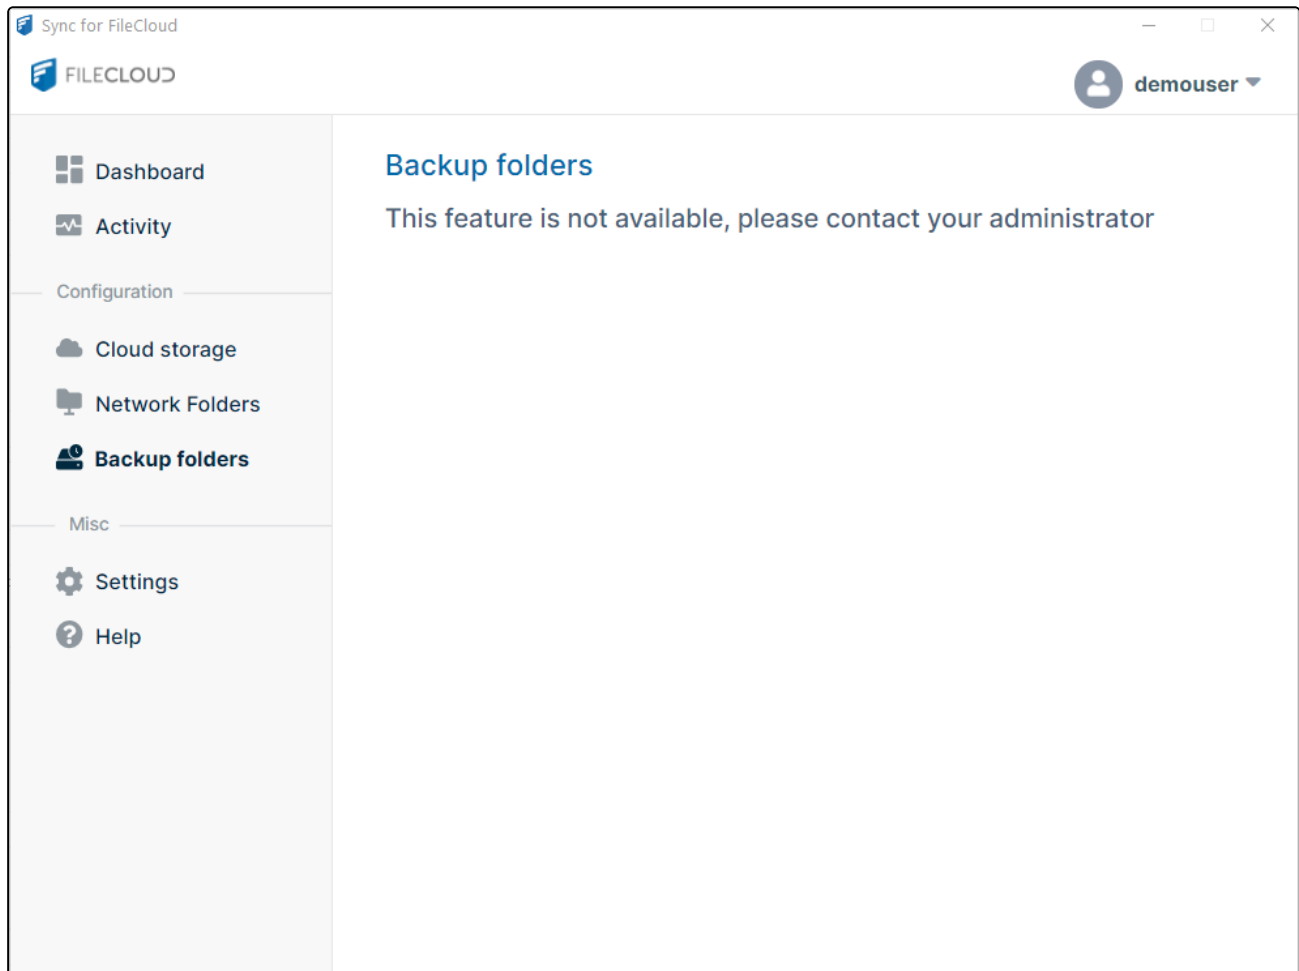 Sync for FileCloud
FILECLOUD
demouser
Dashboard
Activity
Configuration
Cloud storage
Network Folders
Backup folders
Misc
Settings
Help
Backup folders
This feature is not available, please contact your administrator